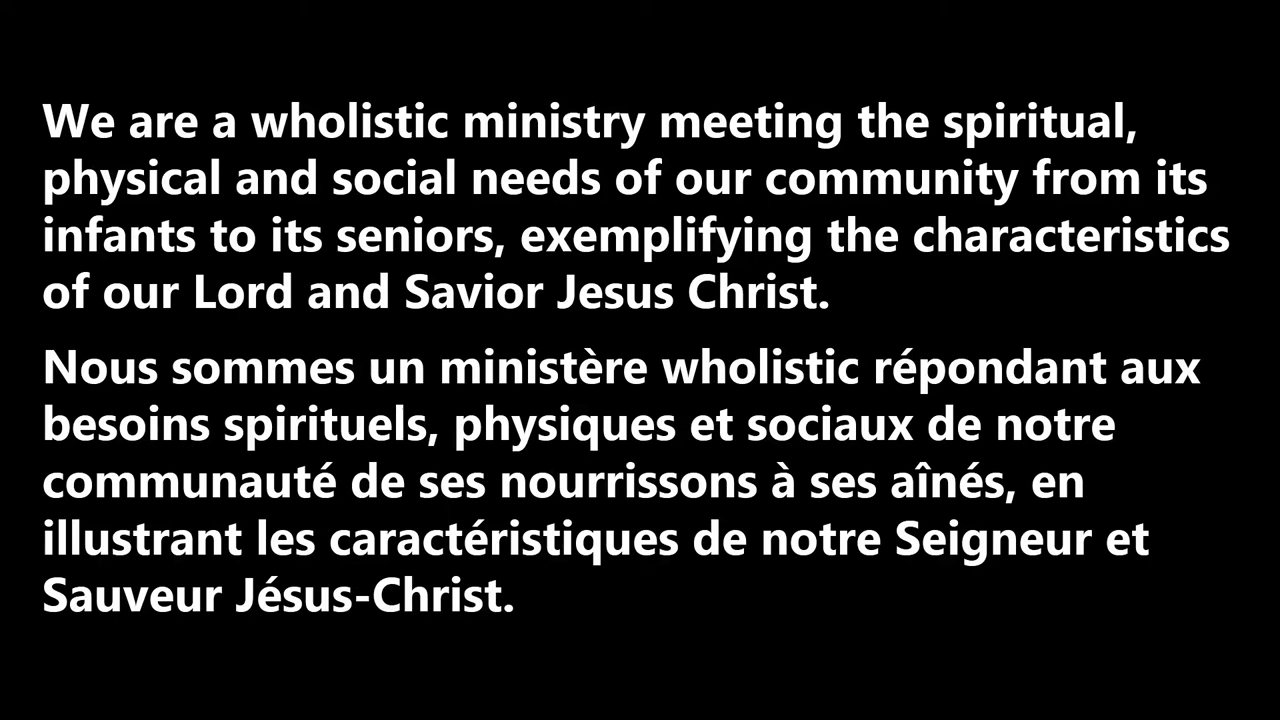 We are a wholistic ministry meeting the spiritual,
physical and social needs of our community from its
infants to its seniors, exemplifying the characteristics
of our Lord and Savior Jesus Christ.
Nous sommes un ministère wholistic répondant aux
besoins spirituels, physiques et sociaux de notre
communauté de ses nourrissons à ses aînés, en
illustrant les caractéristiques de notre Seigneur et
Sauveur Jésus-Christ.